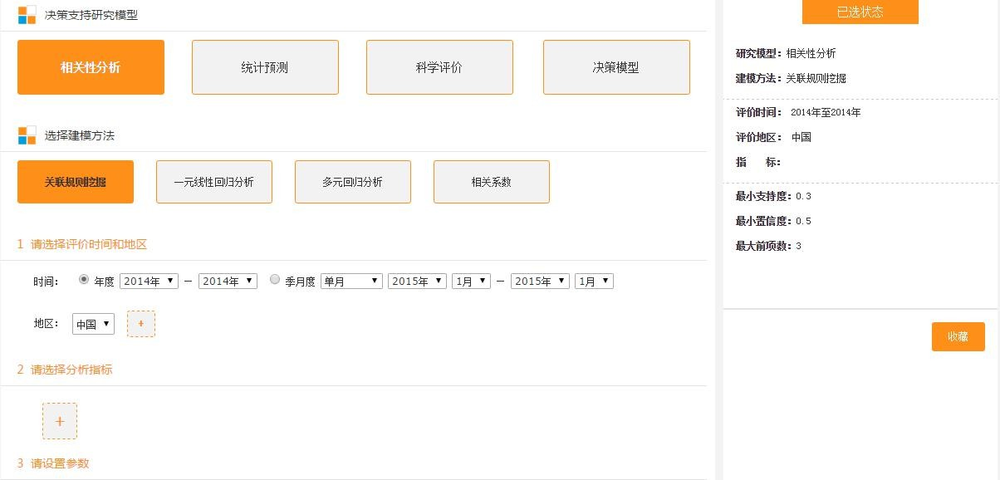 决策支持研究模型
相关性分析 统计预测 科学评价 决策模型
选择建模方法
关联规则挖掘 一元线性回归分析 多元回归分析 相关系数
1 请选择评价时间和地区
时间: 年度 2014年 — 2014年 季月度 单月 2015年 1月 — 2015年 1月
地区: 中国 +
2 请选择分析指标
+
3 请设置参数
已选状态
研究模型:相关性分析
建模方法:关联规则挖掘
评价时间: 2014年至2014年
评价地区: 中国
指 标:
最小支持度:0.3
最小置信度:0.5
最大前项数:3
收藏